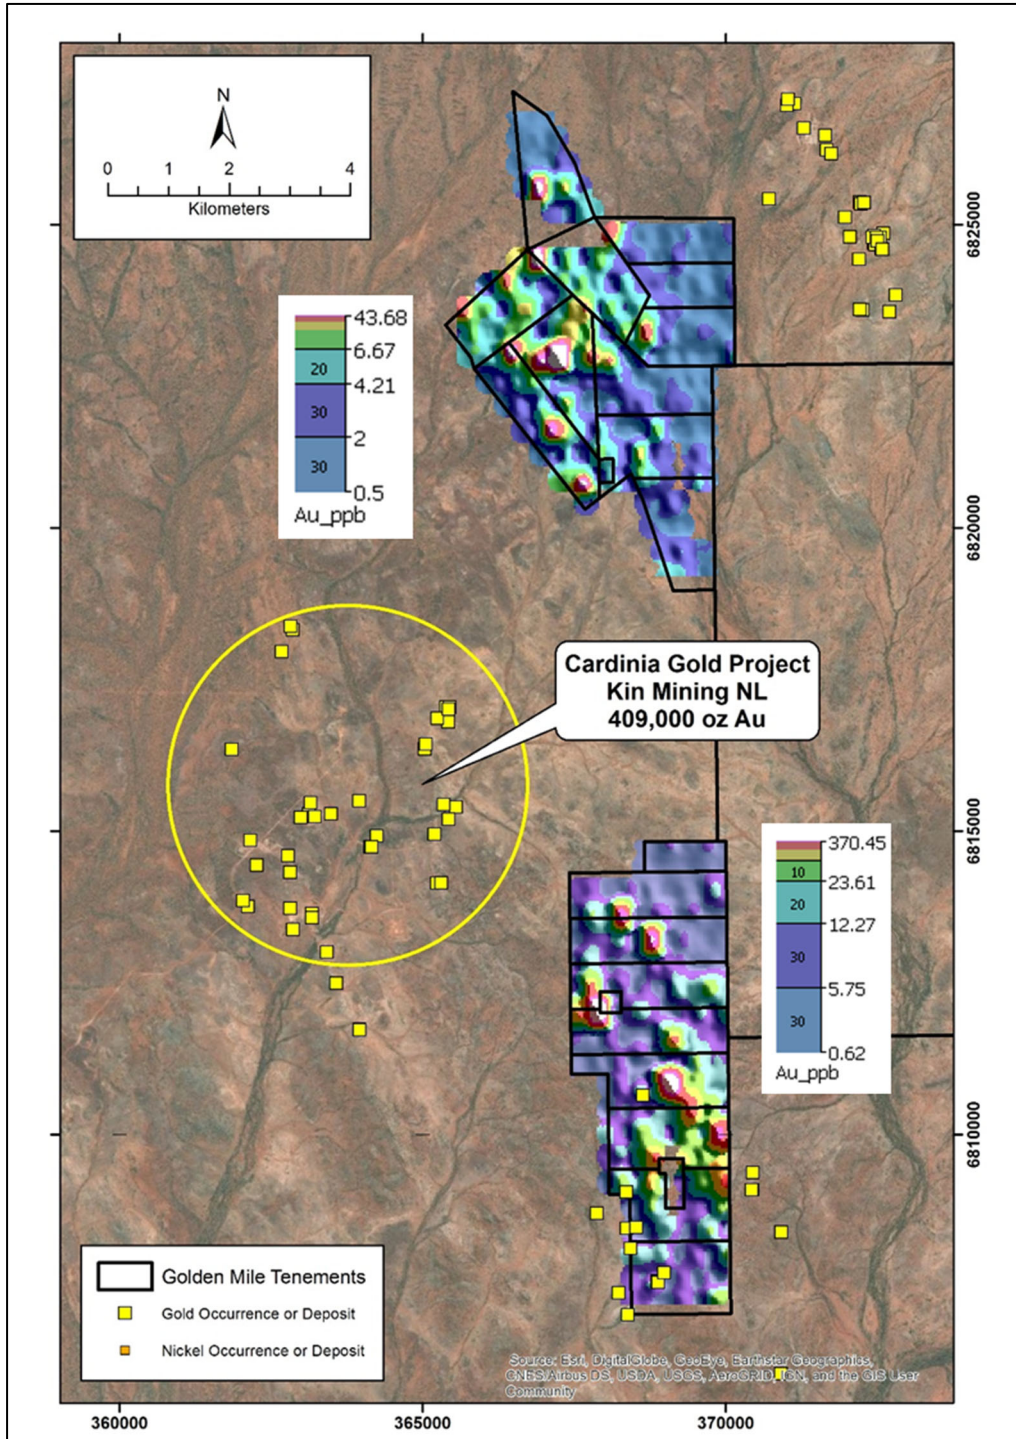 N
0 1 2 4
Kilometers
6825000
43.68
6.67
20
4.21
30
2
30
0.5
Au_ppb
6820000
Cardinia Gold Project
Kin Mining NL
409,000 oz Au
6815000
370.45
10
23.61
20
12.27
30
5.75
30
0.62
Au_ppb
6810000
Golden Mile Tenements
Gold Occurrence or Deposit
Nickel Occurrence or Deposit
Source: Esri, DigitalGlobe, GeoEye, Earthstar Geographics,
CNES/Airbus DS, USDA, USGS, AeroGRID, IGN, and the GIS User
Community
360000 365000 370000